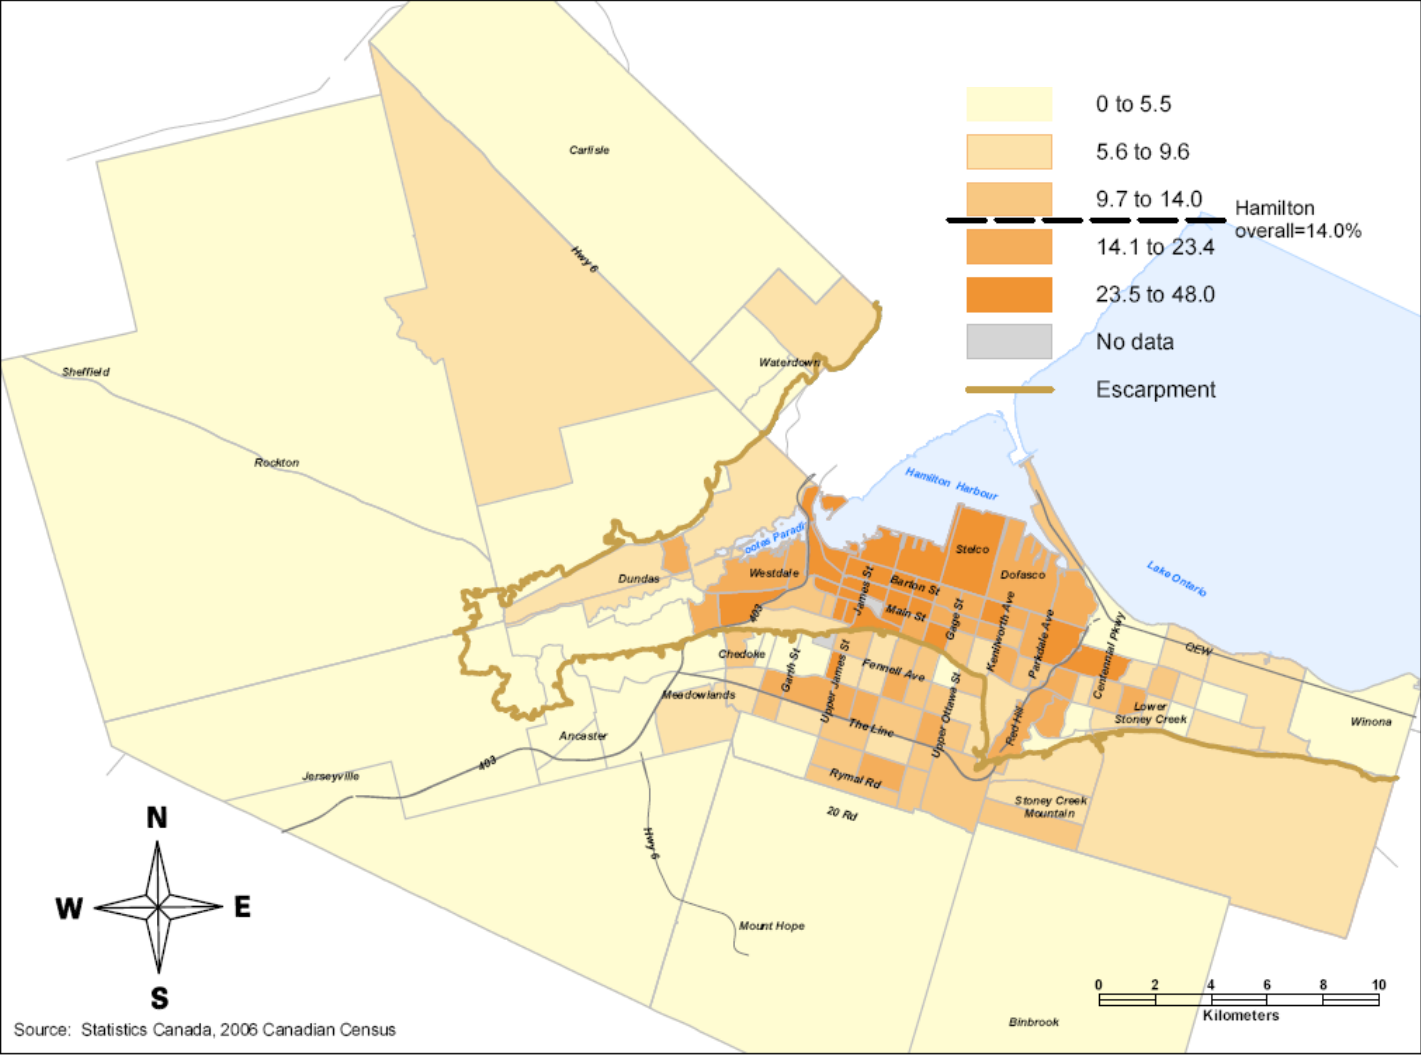 0 to 5.5
5.6 to 9.6
9.7 to 14.0
Hamilton
overall=14.0%
14.1 to 23.4
23.5 to 48.0
No data
Escarpment
Carlisle
Hwy 6
Waterdown
Sheffield
Rockton
Hamilton Harbour
ootes Paradi
Lake Ontario
Stelco
Dofasco
Westdale
Dundas
Barton St
James St
Main St
Gage St
Kenilworth Ave
Parkdale Ave
Centennial Pkwy
QEW
403
Chedoke
Garth St
Upper James St
Fennell Ave
Upper Ottawa St
Meadowlands
The Linc
Red Hill
Lower
Stoney Creek
Winona
Ancaster
403
Jerseyville
Rymal Rd
Stoney Creek
Mountain
20 Rd
Hwy 6
Mount Hope
Binbrook
N
W
E
S
0 2 4 6 8 10
Kilometers
Source: Statistics Canada, 2006 Canadian Census